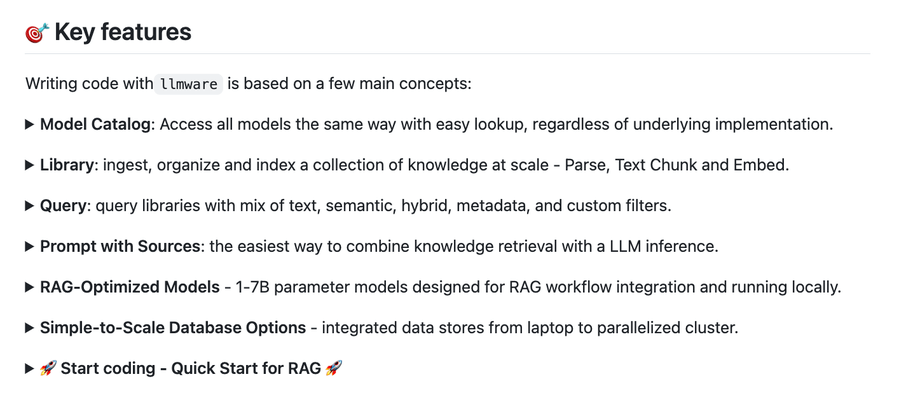 🎯 Key features
Writing code with llmware is based on a few main concepts:
▶ Model Catalog: Access all models the same way with easy lookup, regardless of underlying implementation.
▶ Library: ingest, organize and index a collection of knowledge at scale - Parse, Text Chunk and Embed.
▶ Query: query libraries with mix of text, semantic, hybrid, metadata, and custom filters.
▶ Prompt with Sources: the easiest way to combine knowledge retrieval with a LLM inference.
▶ RAG-Optimized Models - 1-7B parameter models designed for RAG workflow integration and running locally.
▶ Simple-to-Scale Database Options - integrated data stores from laptop to parallelized cluster.
▶ 🚀 Start coding - Quick Start for RAG 🚀